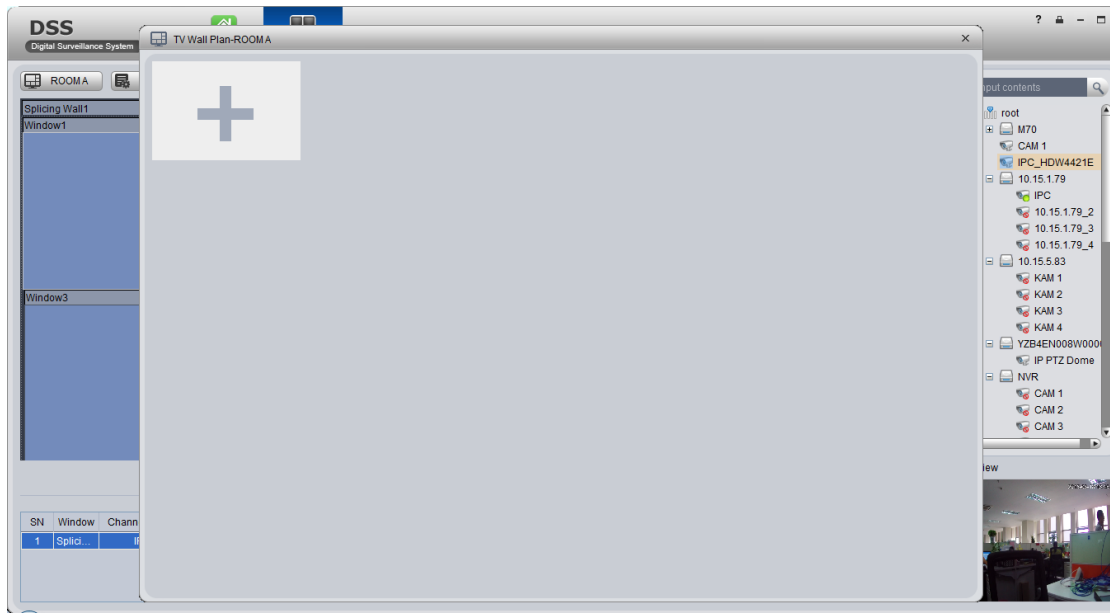 DSS
Digital Surveillance System
?
TV Wall Plan-ROOM A
ROOM A
Splicing Wall1
Window1
Window3
SN Window Chann
1 Splici...
put contents
root
M70
CAM 1
IPC_HDW4421E
10.15.1.79
IPC
10.15.1.79_2
10.15.1.79_3
10.15.1.79_4
10.15.5.83
KAM 1
KAM 2
KAM 3
KAM 4
YZB4EN008W000
IP PTZ Dome
NVR
CAM 1
CAM 2
CAM 3
iew